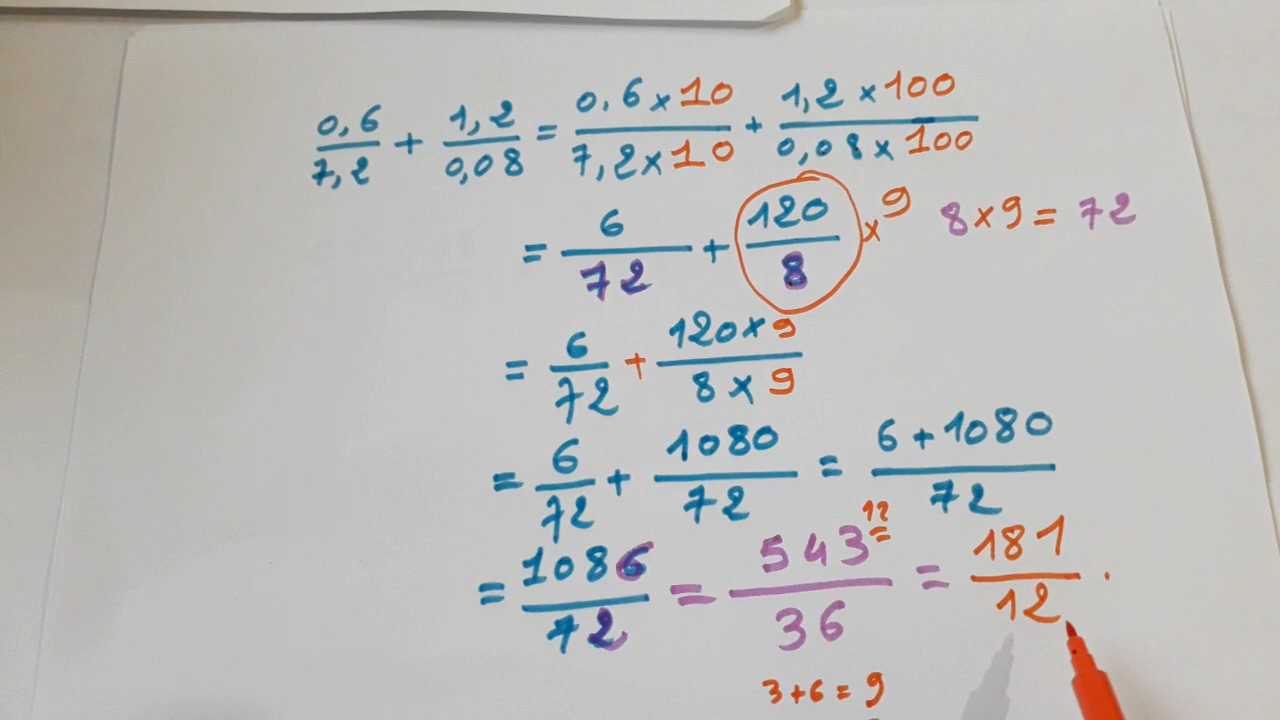 0,6/7,2 + 1,2/0,08 = 0,6×10/7,2×10 + 1,2×100/0,08×100
= 6/72 + 120/8 ×9 8×9=72
= 6/72 + 120×9/8×9
= 6/72 + 1080/72 = 6+1080/72
= 1086/72 = 543/36 = 181/12 .
12 =
3+6=9